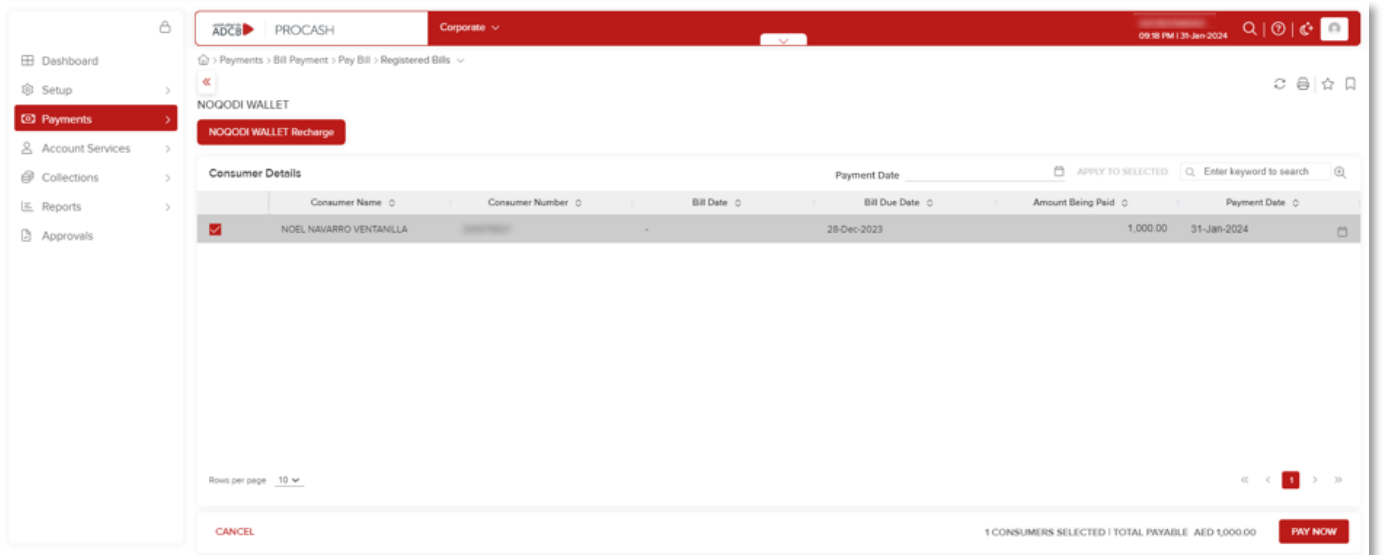 ADCB PROCASH Corporate
09:18 PM | 31-Jan-2024
Dashboard
Setup
Payments
Account Services
Collections
Reports
Approvals
> Payments > Bill Payment > Pay Bill > Registered Bills
NOQODI WALLET
NOQODI WALLET Recharge
Consumer Details Payment Date APPLY TO SELECTED Enter keyword to search
Consumer Name Consumer Number Bill Date Bill Due Date Amount Being Paid Payment Date
NOEL NAVARRO VENTANILLA - 28-Dec-2023 1,000.00 31-Jan-2024
Rows per page 10 « < 1 > »
CANCEL 1 CONSUMERS SELECTED | TOTAL PAYABLE AED 1,000.00 PAY NOW